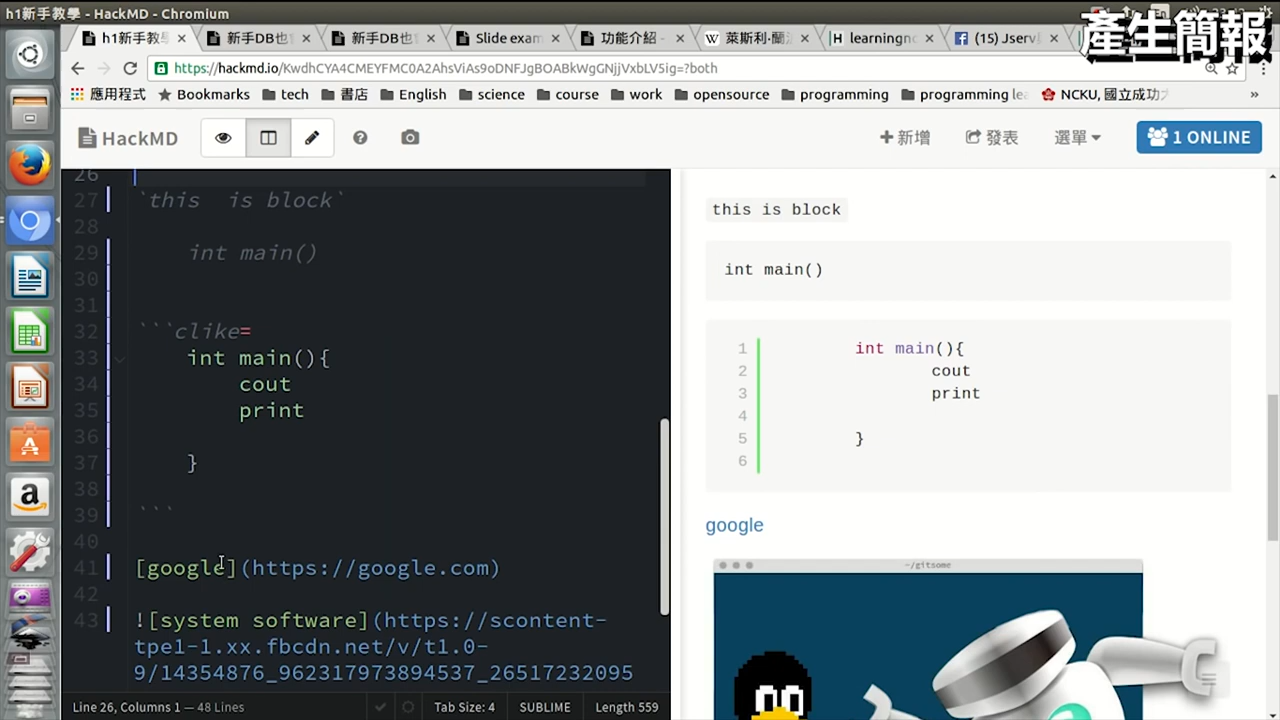 h1新手教學 - HackMD - Chromium
產生簡報
h1新手教學
新手DB也
新手DB也
Slide exam
功能介紹 -
萊斯利·蘭
learningno
(15) Jserv
https://hackmd.io/KwdhCYA4CMEYFMC0A2AhsViAs9oDNFJgBOABkWgGNjjVxbLV5ig=?both
應用程式 Bookmarks tech 書店 English science course work opensource programming programming lea NCKU, 國立成功 »
HackMD
新增 發表 選單 1 ONLINE
26
27 `this  is block`
28
29     int main()
30
31
32 ```clike=
33     int main(){
34         cout
35         print
36
37     }
38
39 ```
40
41 [google](https://google.com)
42
43 ![system software](https://scontent-
tpe1-1.xx.fbcdn.net/v/t1.0-
9/14354876_962317973894537_26517232095
Line 26, Columns 1 — 48 Lines Tab Size: 4 SUBLIME Length 559
this is block
int main()
1 int main(){
2 cout
3 print
4
5 }
6
google
~/gitsome